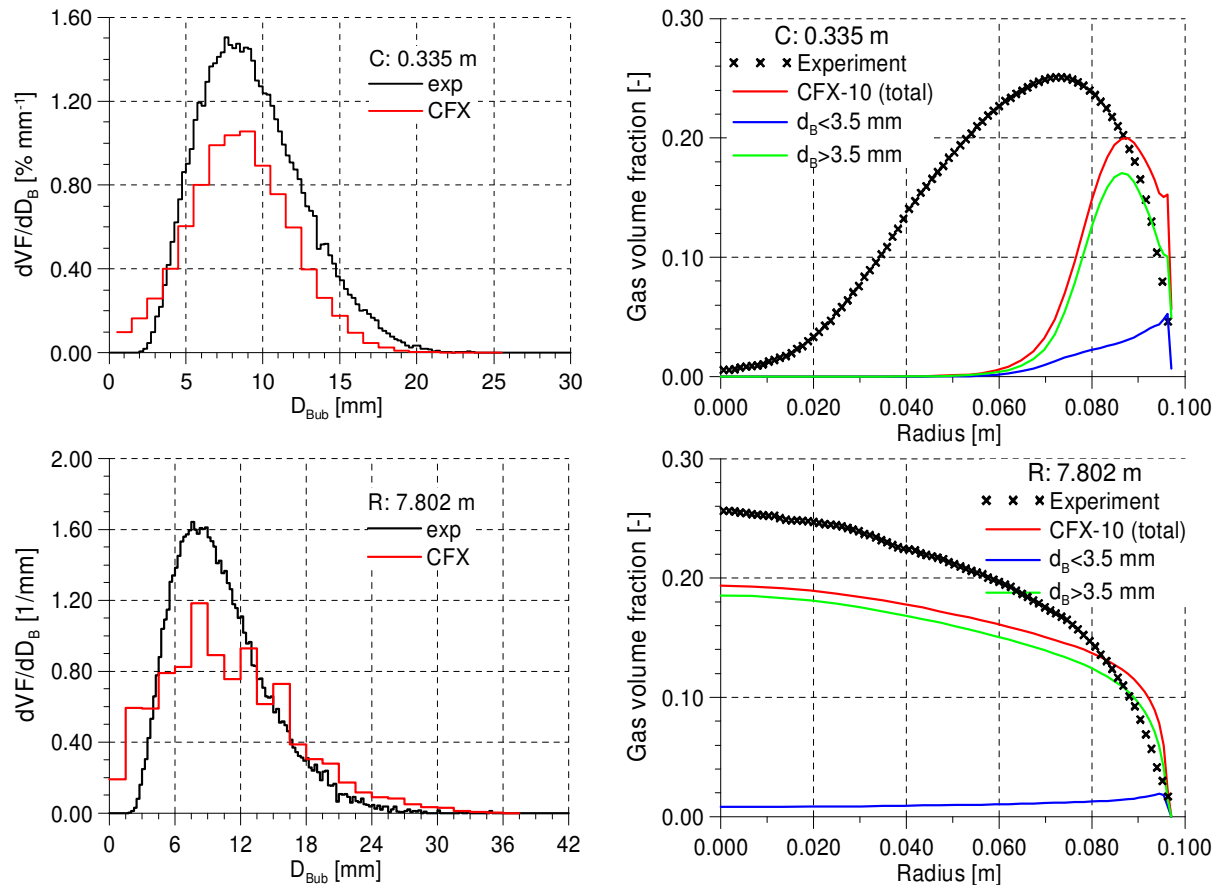 1.60
1.20
0.80
0.40
0.00
dVF/dD_B [% mm⁻¹]
C: 0.335 m
exp
CFX
0 5 10 15 20 25 30
D_Bub [mm]
0.30
0.20
0.10
0.00
Gas volume fraction [-]
C: 0.335 m
Experiment
CFX-10 (total)
d_B<3.5 mm
d_B>3.5 mm
0.000 0.020 0.040 0.060 0.080 0.100
Radius [m]
2.00
1.60
1.20
0.80
0.40
0.00
dVF/dD_B [1/mm]
R: 7.802 m
exp
CFX
0 6 12 18 24 30 36 42
D_Bub [mm]
0.30
0.20
0.10
0.00
Gas volume fraction [-]
R: 7.802 m
Experiment
CFX-10 (total)
d_B<3.5 mm
d_B>3.5 mm
0.000 0.020 0.040 0.060 0.080 0.100
Radius [m]